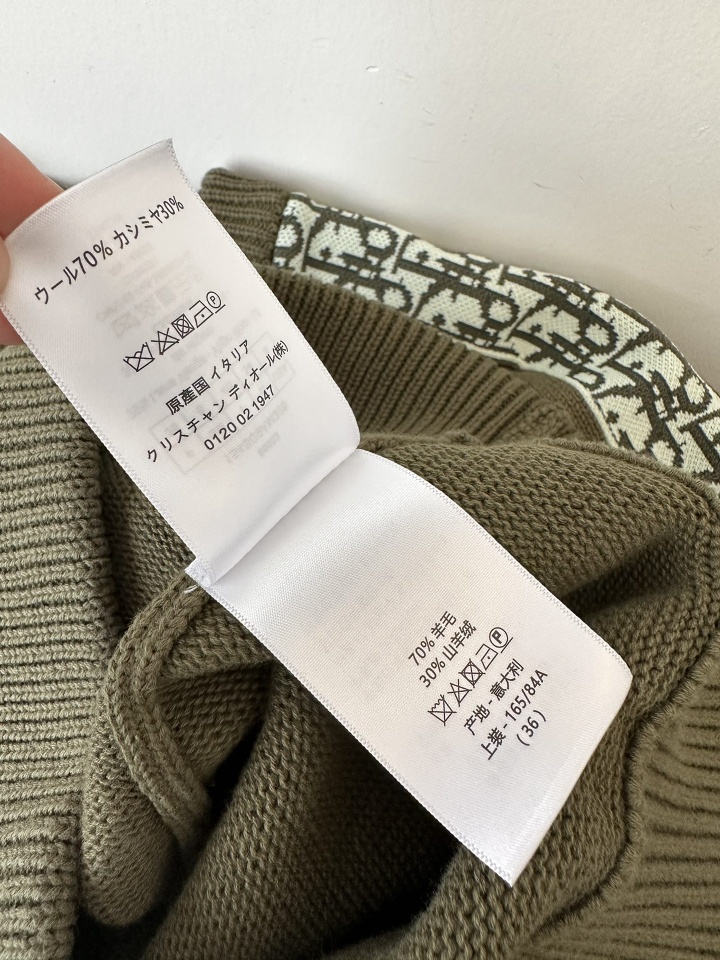 ウール70% カシミヤ30%
P
原産国 イタリア
クリスチャン ディオール(株)
0120 02 1947
70% 羊毛
30% 山羊绒
P
产地 - 意大利
上装 - 165/84A
(36)